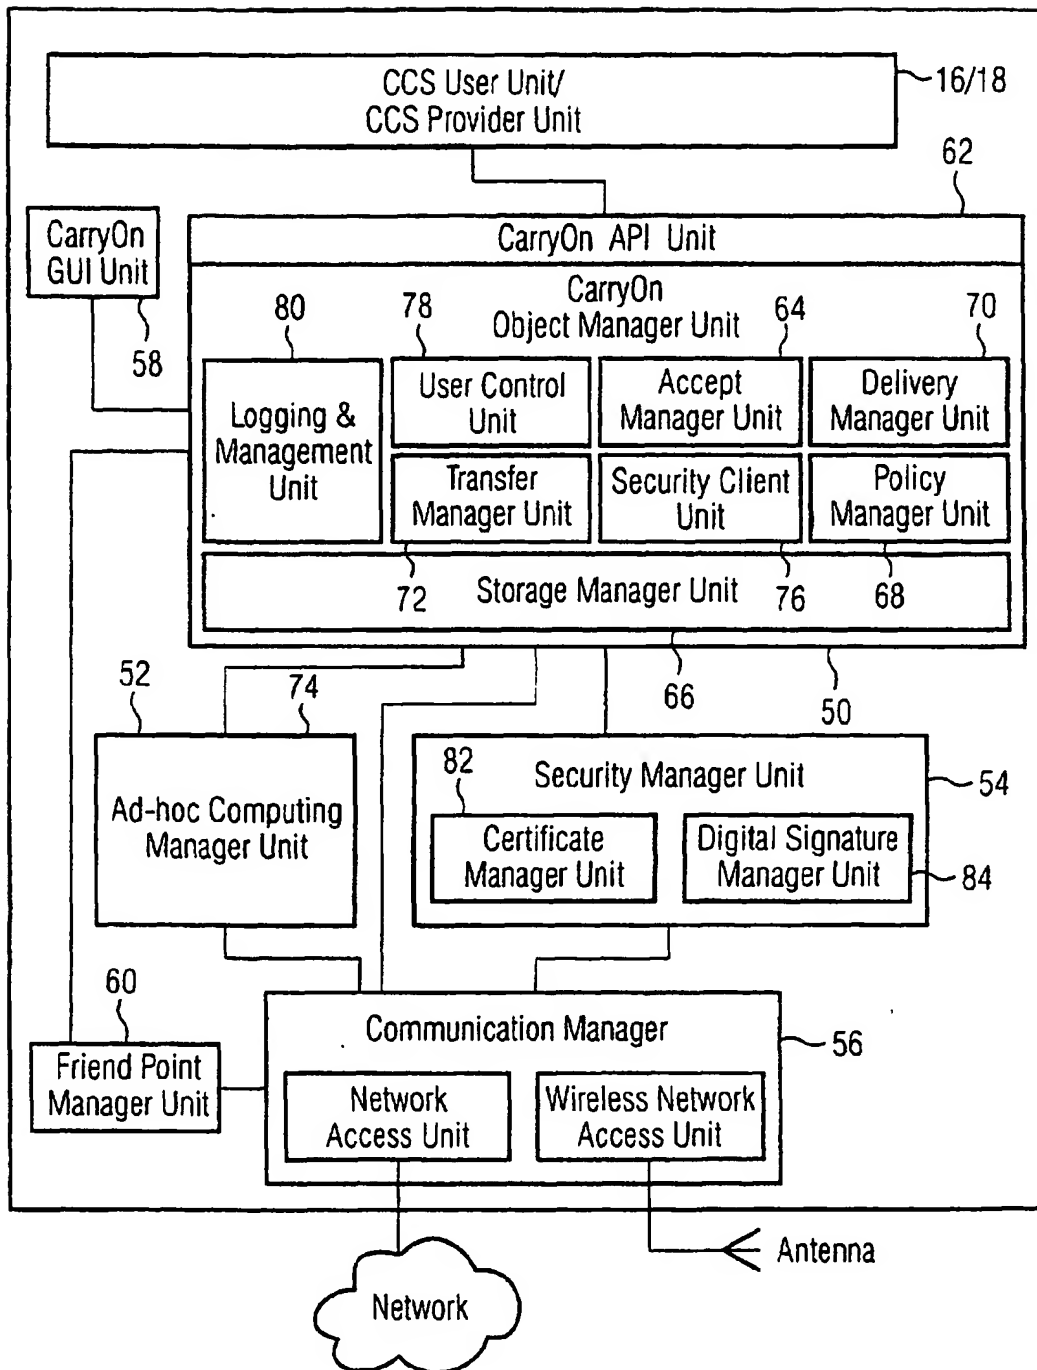 CCS User Unit/
CCS Provider Unit
16/18
62
CarryOn
GUI Unit
58
CarryOn API Unit
CarryOn
Object Manager Unit
80
78
64
70
Logging &
Management
Unit
User Control
Unit
Accept
Manager Unit
Delivery
Manager Unit
Transfer
Manager Unit
Security Client
Unit
Policy
Manager Unit
72
Storage Manager Unit
76
68
66
50
52
74
Ad-hoc Computing
Manager Unit
82
Security Manager Unit
54
Certificate
Manager Unit
Digital Signature
Manager Unit
84
60
Friend Point
Manager Unit
Communication Manager
56
Network
Access Unit
Wireless Network
Access Unit
Antenna
Network